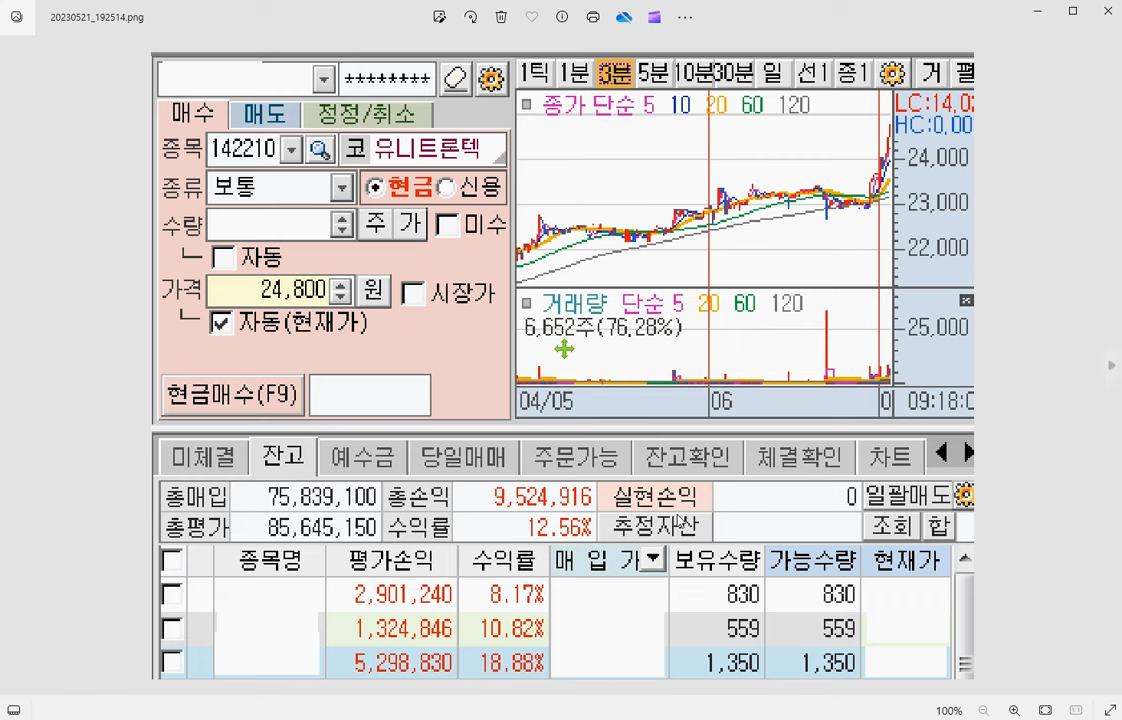 20230521_192514.png
********
1틱 1분 3분 5분 10분 30분 일 선1 종1 거 펼
매수 매도 정정/취소
종목 142210 코 유니트론텍
종류 보통 현금 신용
수량 주 가 미수
자동
가격 24,800 원 시장가
자동(현재가)
현금매수(F9)
종가 단순 5 10 20 60 120
LC:14,0
HC:0,00
24,000
23,000
22,000
거래량 단순 5 20 60 120
6,652주(76,28%)
25,000
04/05 06 0 09:18:0
미체결 잔고 예수금 당일매매 주문가능 잔고확인 체결확인 차트
총매입 75,839,100 총손익 9,524,916 실현손익 0 일괄매도
총평가 85,645,150 수익률 12.56% 추정자산 조회 합
종목명 평가손익 수익률 매 입 가 보유수량 가능수량 현재가
2,901,240 8.17% 830 830
1,324,846 10.82% 559 559
5,298,830 18.88% 1,350 1,350
100%